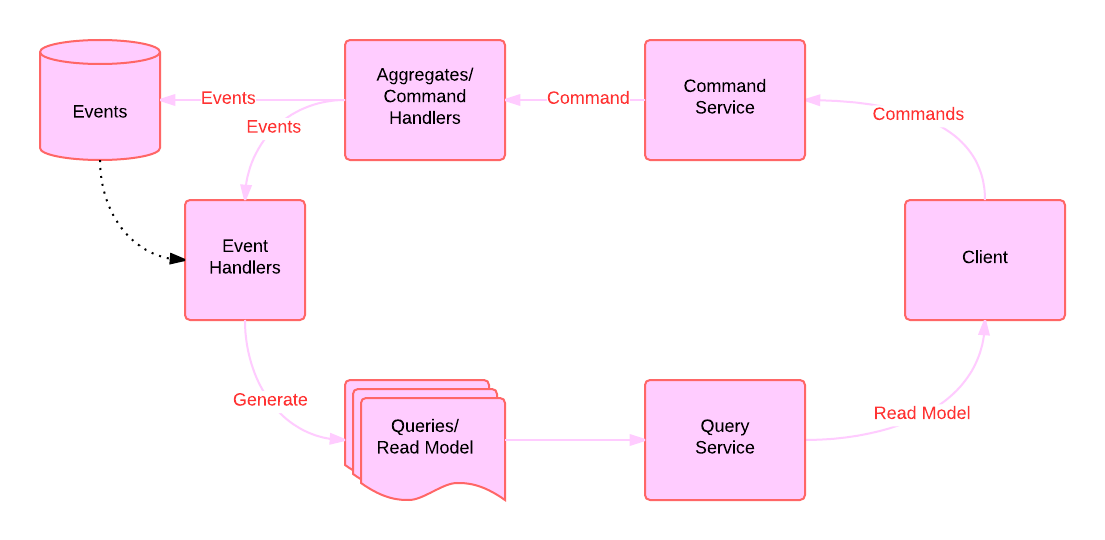 Events
Events
Events
Aggregates/
Command
Handlers
Command
Command
Service
Commands
Event
Handlers
Client
Generate
Queries/
Read Model
Query
Service
Read Model